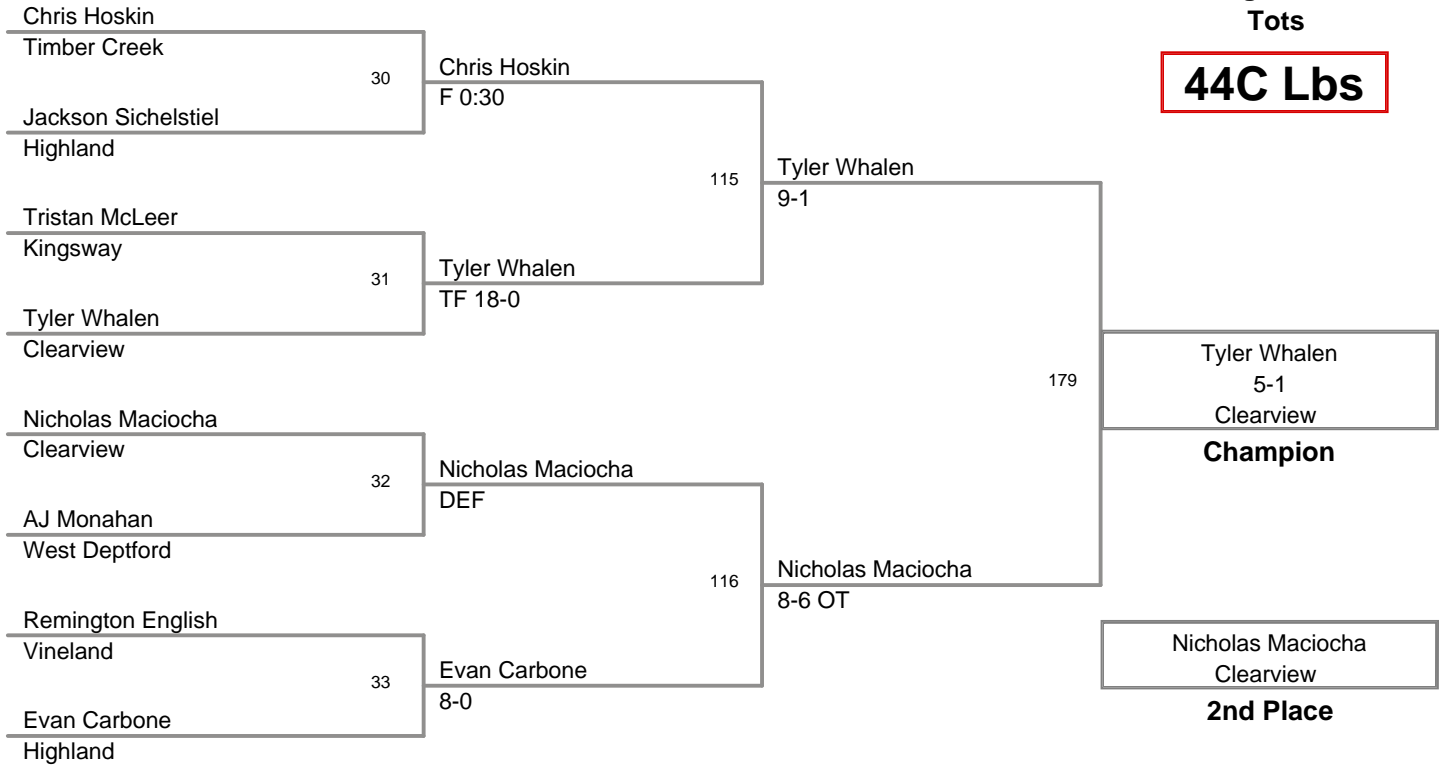 Tots
44C Lbs
Chris Hoskin
Timber Creek
30
Jackson Sichelstiel
Highland
Chris Hoskin
F 0:30
Tristan McLeer
Kingsway
31
Tyler Whalen
Clearview
Tyler Whalen
TF 18-0
115
Tyler Whalen
9-1
Nicholas Maciocha
Clearview
32
AJ Monahan
West Deptford
Nicholas Maciocha
DEF
Remington English
Vineland
33
Evan Carbone
Highland
Evan Carbone
8-0
116
Nicholas Maciocha
8-6 OT
179
Tyler Whalen
5-1
Clearview
Champion
Nicholas Maciocha
Clearview
2nd Place